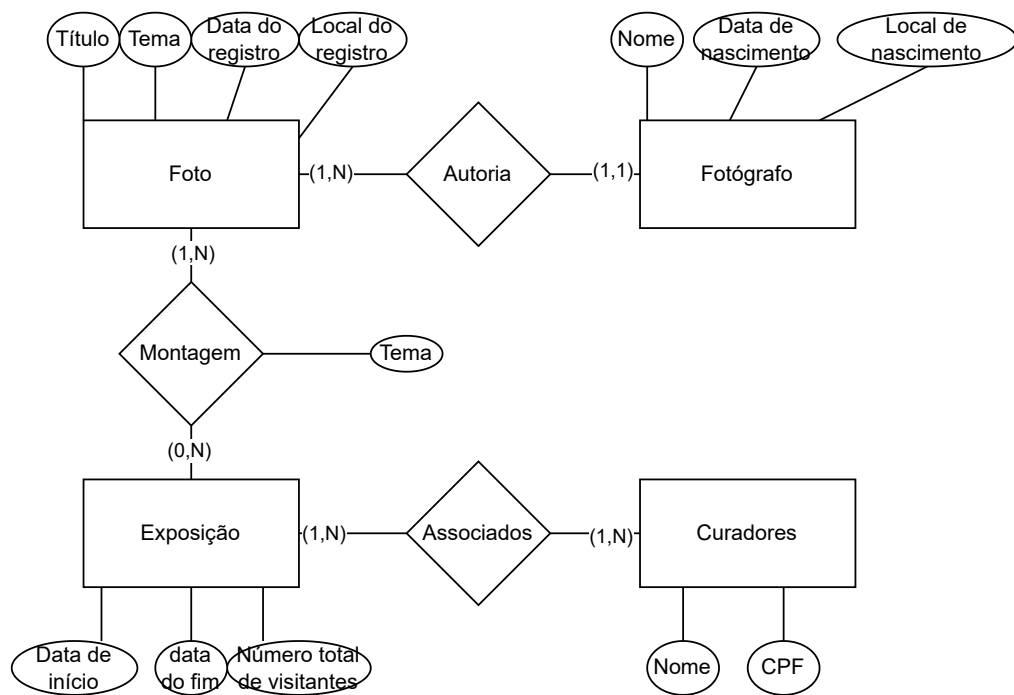 Título
Tema
Data do
registro
Local do
registro
Nome
Data de
nascimento
Local de
nascimento
Foto
(1,N)
Autoria
(1,1)
Fotógrafo
(1,N)
Montagem
Tema
(0,N)
Exposição
(1,N)
Associados
(1,N)
Curadores
Data de
início
data
do fim
Número total
de visitantes
Nome
CPF